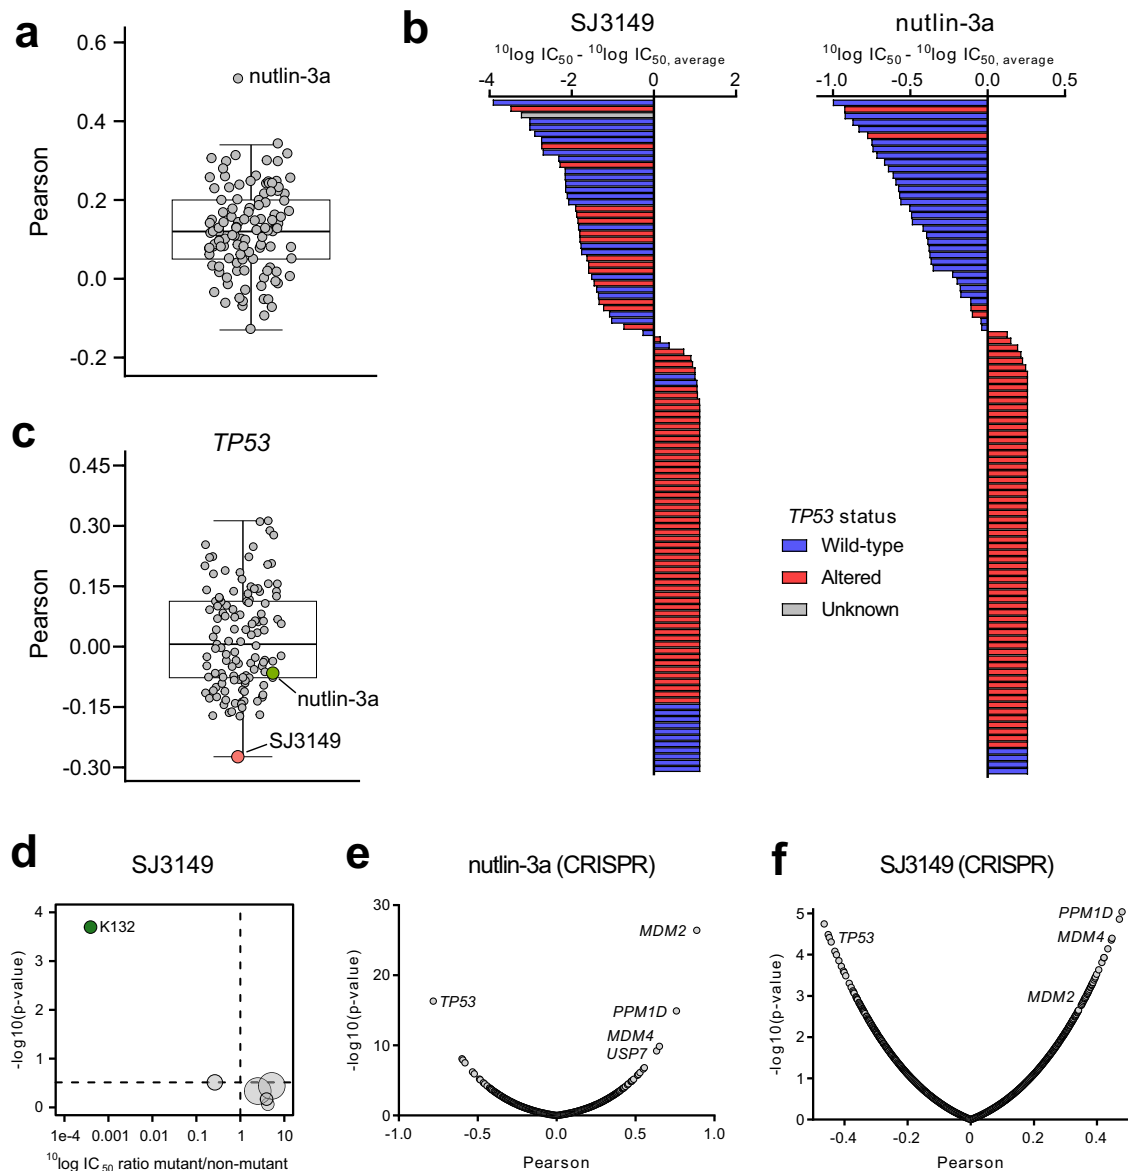 a
0.6
0.4
0.2
0.0
-0.2
Pearson
nutlin-3a
b
SJ3149
10log IC50 - 10log IC50, average
-4 -2 0 2
nutlin-3a
10log IC50 - 10log IC50, average
-1.0 -0.5 0.0 0.5
TP53 status
Wild-type
Altered
Unknown
c
TP53
0.45
0.30
0.15
0.00
-0.15
-0.30
Pearson
nutlin-3a
SJ3149
d
SJ3149
4
3
2
1
0
-log10(p-value)
K132
1e-4 0.001 0.01 0.1 1 10
10log IC50 ratio mutant/non-mutant
e
nutlin-3a (CRISPR)
30
20
10
0
-log10(p-value)
MDM2
TP53
PPM1D
MDM4
USP7
-1.0 -0.5 0.0 0.5 1.0
Pearson
f
SJ3149 (CRISPR)
5
4
3
2
1
0
-log10(p-value)
PPM1D
TP53
MDM4
MDM2
-0.4 -0.2 0 0.2 0.4
Pearson